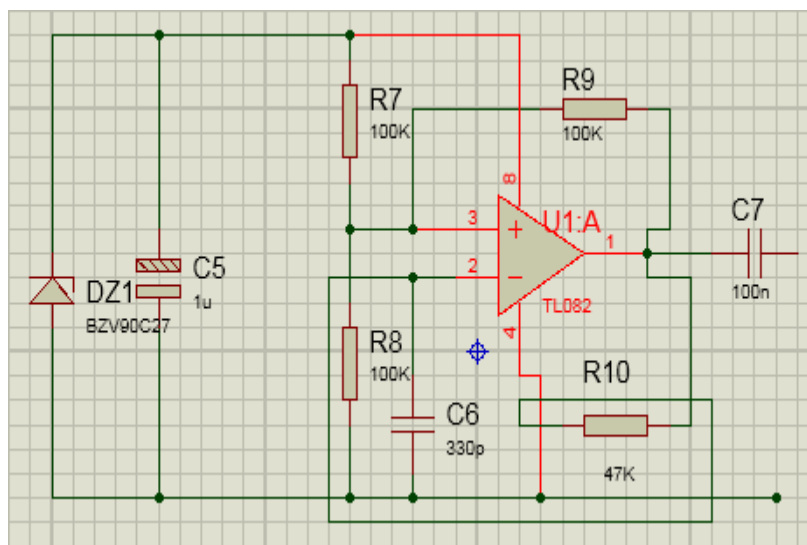 R9
R7
100K
100K
8
C7
3
U1:A
+
1
C5
2
−
DZ1
1u
100n
TL082
BZV90C27
4
R8
R10
100K
C6
330p
47K